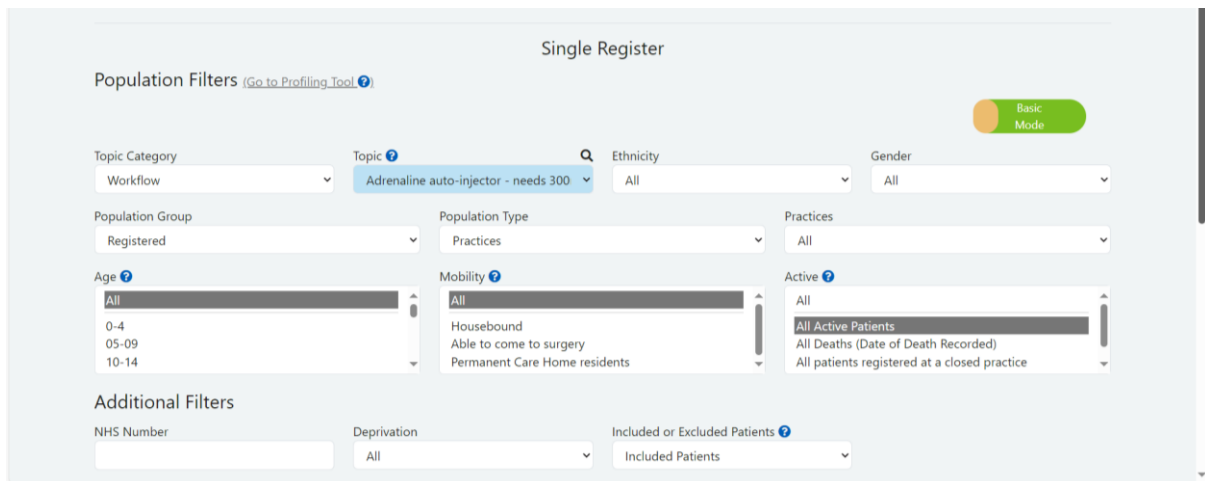 Single Register
Population Filters (Go to Profiling Tool ?)
Basic
Mode
Topic Category
Topic ?
Ethnicity
Gender
Workflow
Adrenaline auto-injector - needs 300
All
All
Population Group
Population Type
Practices
Registered
Practices
All
Age ?
Mobility ?
Active ?
All
0-4
05-09
10-14
All
Housebound
Able to come to surgery
Permanent Care Home residents
All
All Active Patients
All Deaths (Date of Death Recorded)
All patients registered at a closed practice
Additional Filters
NHS Number
Deprivation
Included or Excluded Patients ?
All
Included Patients